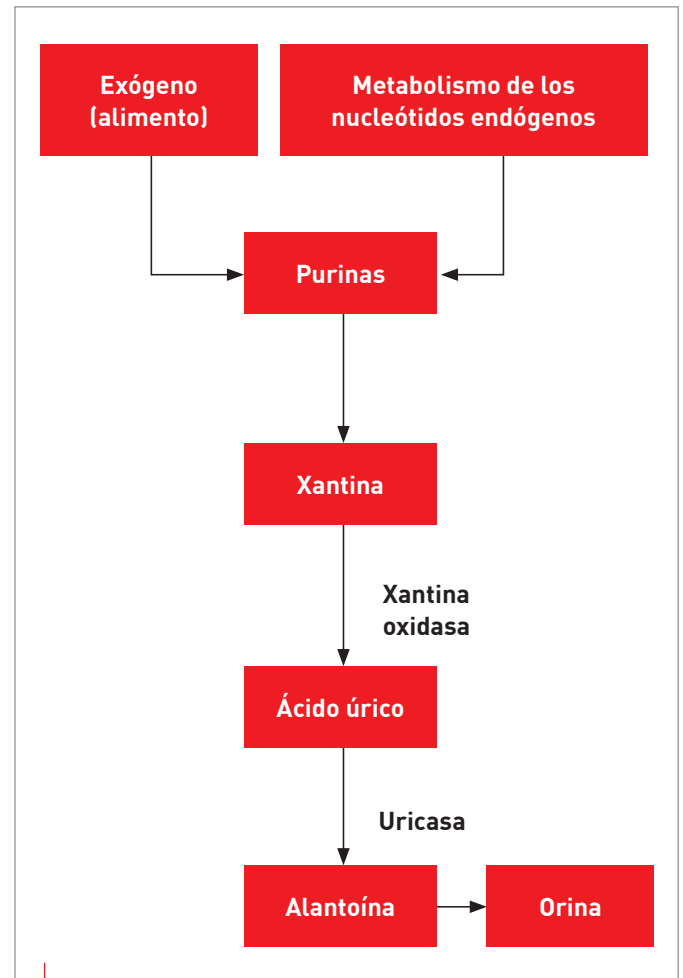 Exógeno
(alimento)
Metabolismo de los
nucleótidos endógenos
Purinas
Xantina
Xantina
oxidasa
Ácido úrico
Uricasa
Alantoína
Orina